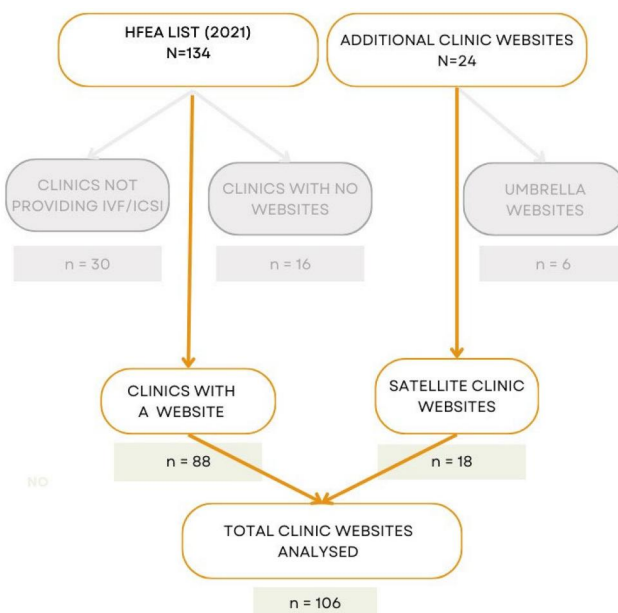 HFEA LIST (2021)
N=134
ADDITIONAL CLINIC WEBSITES
N=24
CLINICS NOT
PROVIDING IVF/ICSI
CLINICS WITH NO
WEBSITES
UMBRELLA
WEBSITES
n = 30
n = 16
n = 6
CLINICS WITH
A WEBSITE
SATELLITE CLINIC
WEBSITES
n = 88
n = 18
NO
TOTAL CLINIC WEBSITES
ANALYSED
n = 106